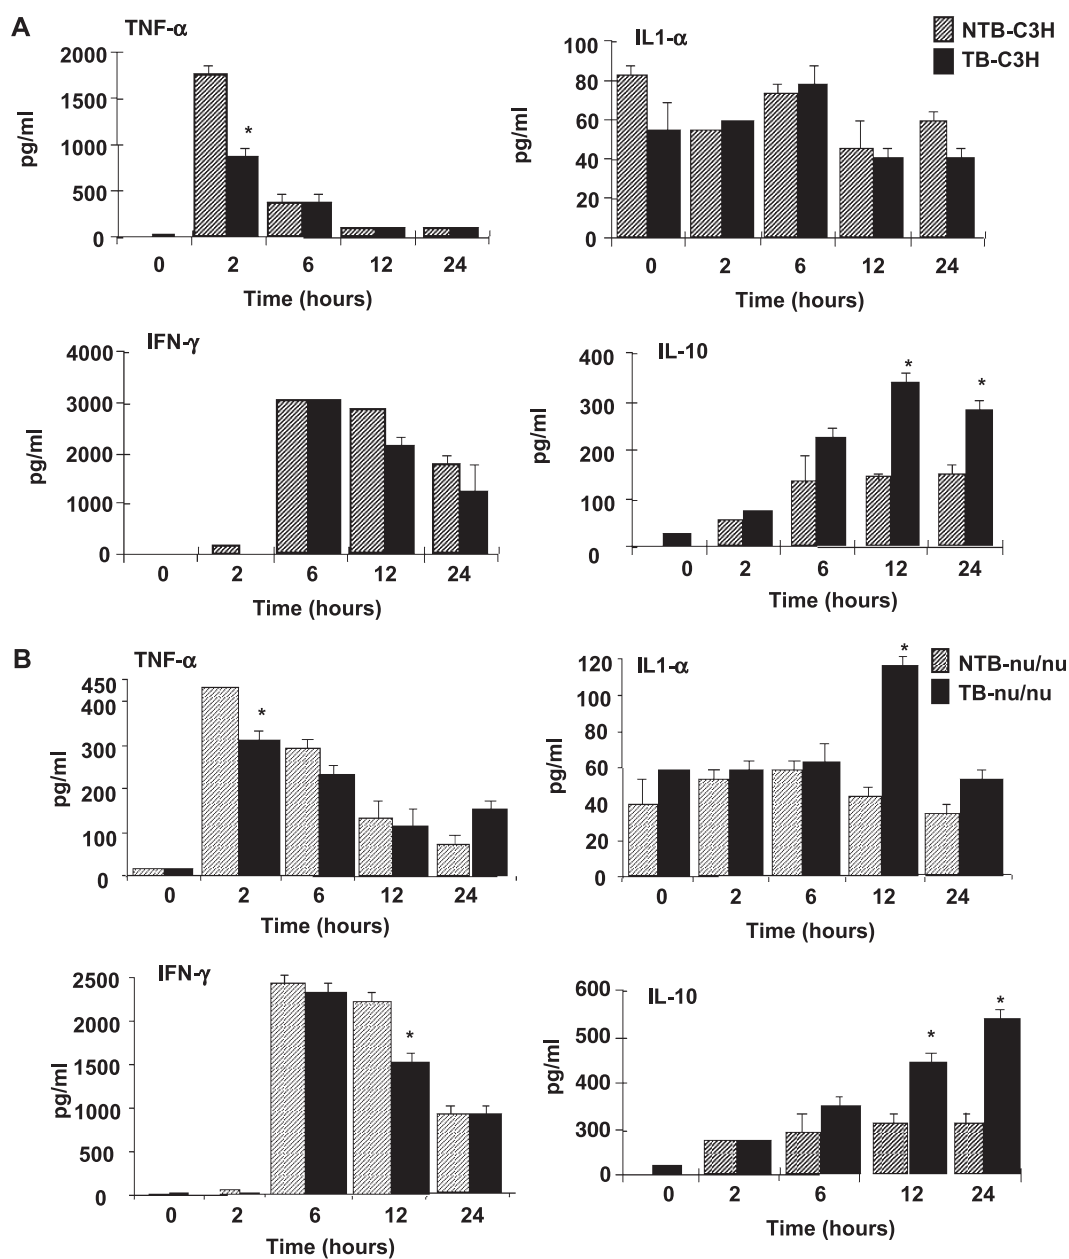 A
TNF-α
2000
1500
1000
500
0
pg/ml
*
0 2 6 12 24
Time (hours)
IL1-α
NTB-C3H
TB-C3H
100
80
60
40
20
0
pg/ml
0 2 6 12 24
Time (hours)
IFN-γ
4000
3000
2000
1000
0
pg/ml
0 2 6 12 24
Time (hours)
IL-10
400
300
200
100
0
pg/ml
* *
0 2 6 12 24
Time (hours)
B
TNF-α
450
400
300
200
100
0
pg/ml
*
0 2 6 12 24
Time (hours)
IL1-α
NTB-nu/nu
TB-nu/nu
120
100
80
60
40
20
0
pg/ml
*
0 2 6 12 24
Time (hours)
IFN-γ
2500
2000
1500
1000
500
0
pg/ml
*
0 2 6 12 24
Time (hours)
IL-10
600
500
400
300
300
0
pg/ml
* *
0 2 6 12 24
Time (hours)